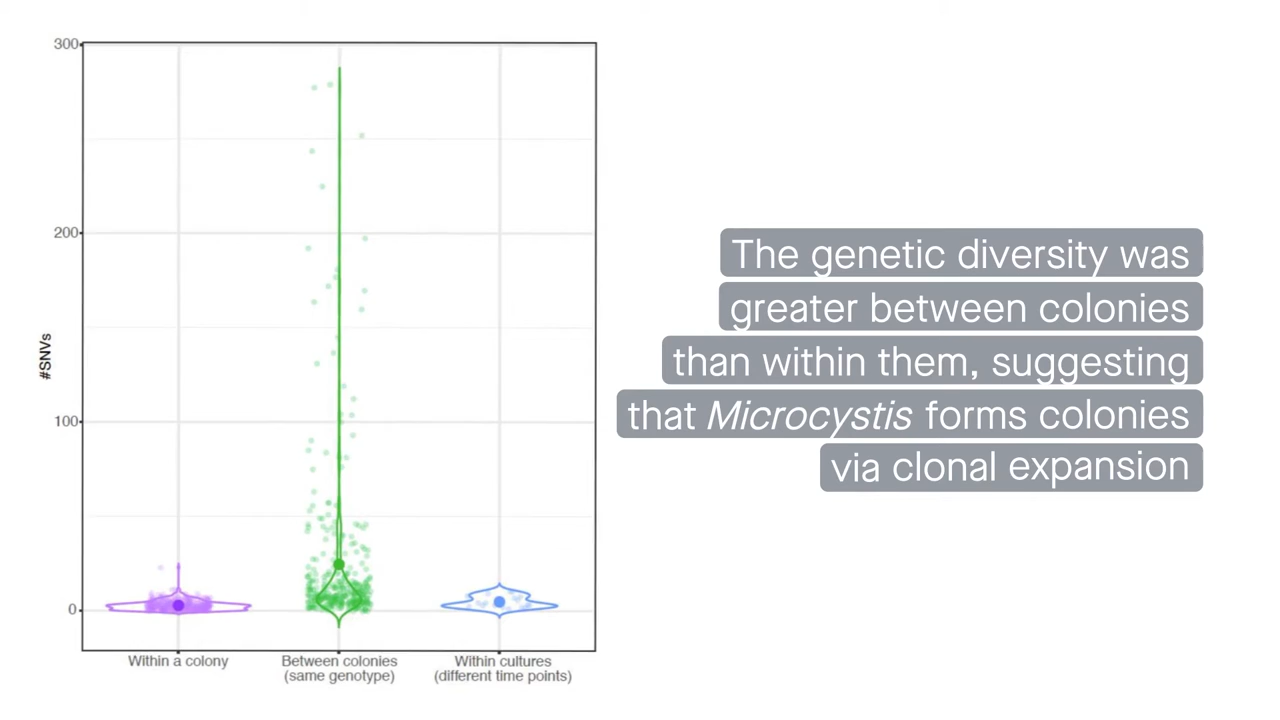 300
200
100
0
#SNVs
Within a colony
Between colonies
(same genotype)
Within cultures
(different time points)
The genetic diversity was
greater between colonies
than within them, suggesting
that Microcystis forms colonies
via clonal expansion